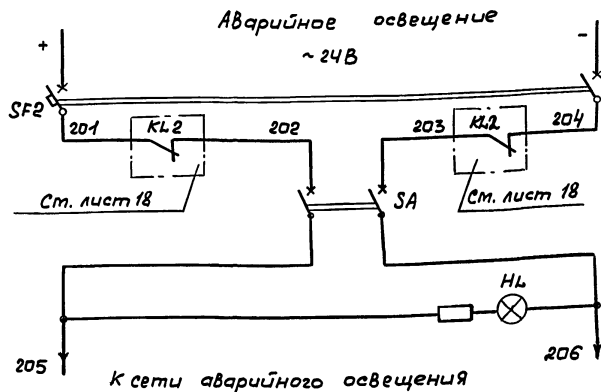 Аварийное освещение
+
-
~ 24В
SF2
201
KL2
202
203
KL2
204
См. лист 18
SA
См. лист 18
HL
205
206
К сети аварийного освещения